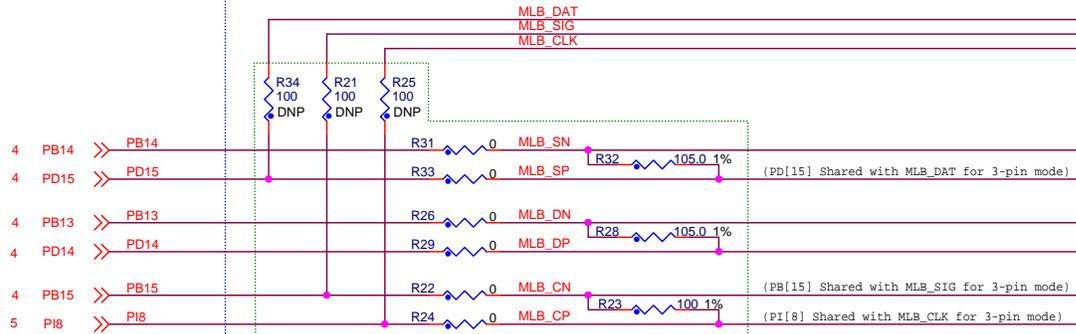 MLB_DAT
MLB_SIG
MLB_CLK
R34 R21 R25
100 100 100
DNP DNP DNP
4 PB14 PB14 R31 0 MLB_SN
R32 105.0 1%
4 PD15 PD15 R33 0 MLB_SP (PD[15] Shared with MLB_DAT for 3-pin mode)
4 PB13 PB13 R26 0 MLB_DN
R28 105.0 1%
4 PD14 PD14 R29 0 MLB_DP
4 PB15 PB15 R22 0 MLB_CN (PB[15] Shared with MLB_SIG for 3-pin mode)
R23 100 1%
5 PI8 PI8 R24 0 MLB_CP (PI[8] Shared with MLB_CLK for 3-pin mode)